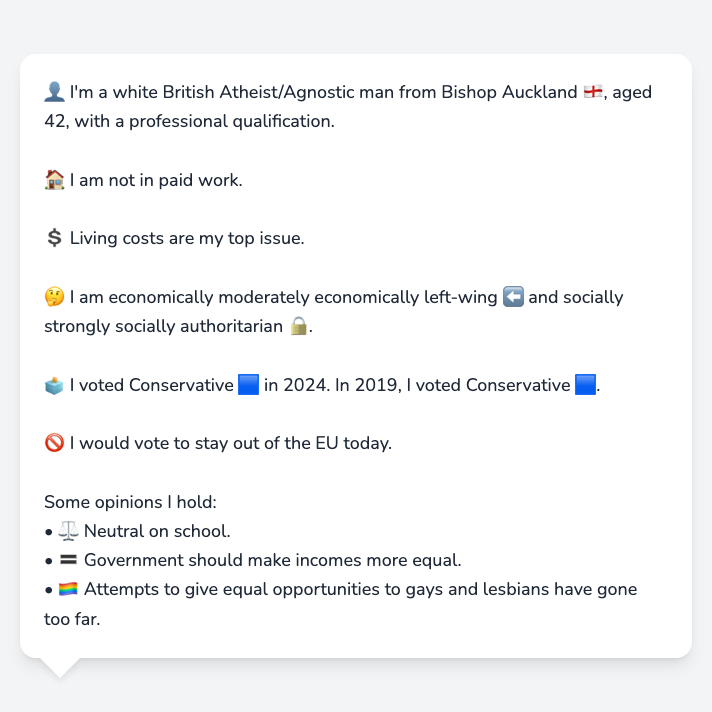 👤 I'm a white British Atheist/Agnostic man from Bishop Auckland 🏴󠁧󠁢󠁥󠁮󠁧󠁿, aged
42, with a professional qualification.
🏠 I am not in paid work.
💲 Living costs are my top issue.
🤔 I am economically moderately economically left-wing ⬅️ and socially
strongly socially authoritarian 🔒.
🗳️ I voted Conservative 🟦 in 2024. In 2019, I voted Conservative 🟦.
🚫 I would vote to stay out of the EU today.
Some opinions I hold:
• ⚖️ Neutral on school.
• 🟰 Government should make incomes more equal.
• 🏳️‍🌈 Attempts to give equal opportunities to gays and lesbians have gone
too far.